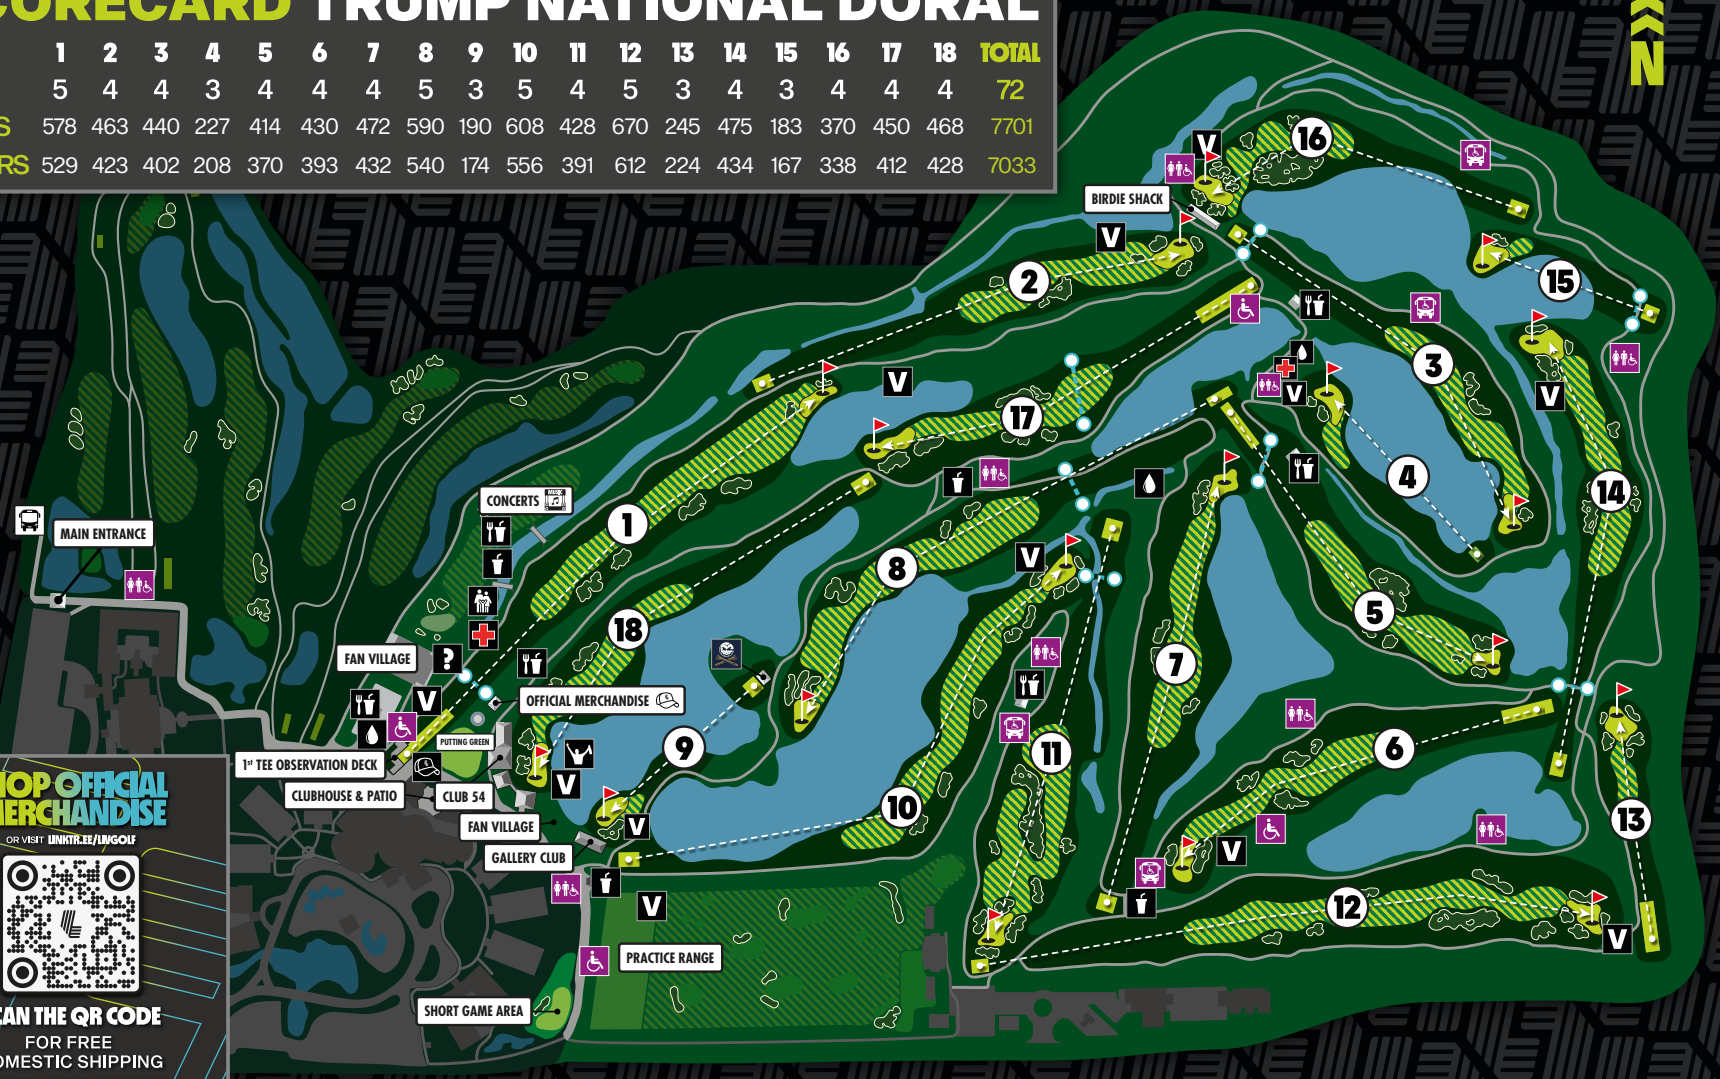 CORECARD TRUMP NATIONAL DORAL
1 2 3 4 5 6 7 8 9 10 11 12 13 14 15 16 17 18 TOTAL
5 4 4 3 4 4 4 5 3 5 4 5 3 4 3 4 4 4 72
S 578 463 440 227 414 430 472 590 190 608 428 670 245 475 183 370 450 468 7701
RS 529 423 402 208 370 393 432 540 174 556 391 612 224 434 167 338 412 428 7033
N
16
V
BIRDIE SHACK
V
2
15
3
V
17
V
V
4
14
CONCERTS
MUSIC
1
MAIN ENTRANCE
8
V
5
18
FAN VILLAGE
?
7
V
OFFICIAL MERCHANDISE
PUTTING GREEN
9
11
6
1st TEE OBSERVATION DECK
V
CLUBHOUSE & PATIO
CLUB 54
10
13
FAN VILLAGE
V
V
GALLERY CLUB
V
12
V
PRACTICE RANGE
SHORT GAME AREA
HOP OFFICIAL
MERCHANDISE
OR VISIT LINKTR.EE/LIVGOLF
CAN THE QR CODE
FOR FREE
OMESTIC SHIPPING